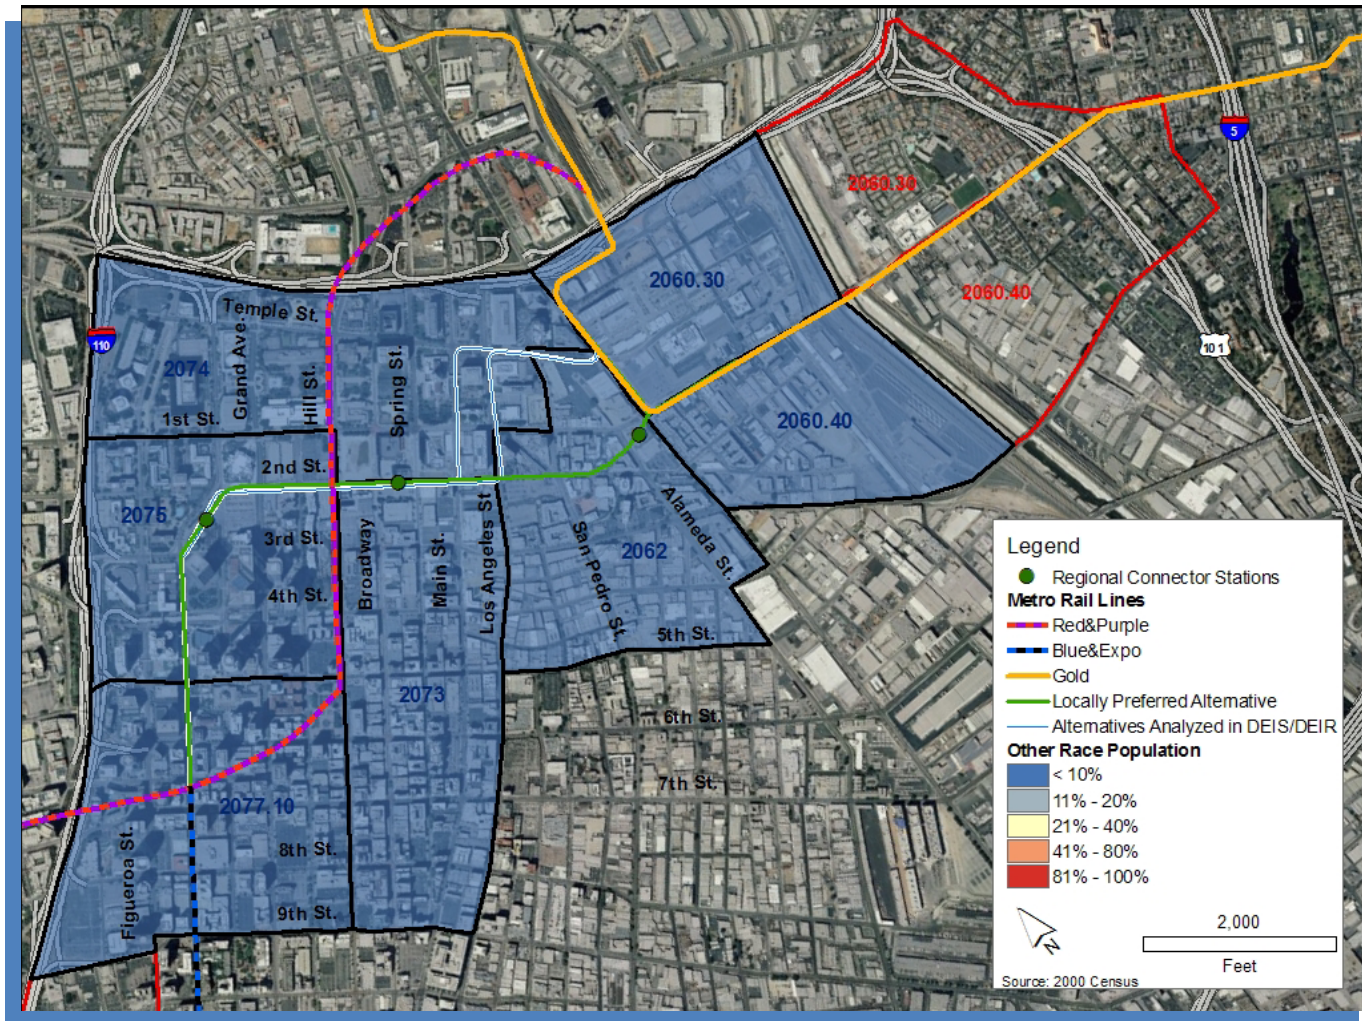 5
2060.30
2060.30
2060.40
Temple St.
110
10 1
2074
Grand Ave.
Hill St.
Spring St.
1st St.
2060.40
2nd St.
2075
3rd St.
4th St.
Broadway
Main St.
Los Angeles St
San Pedro St.
2062
Alameda St.
5th St.
2073
6th St.
7th St.
2077.10
8th St.
9th St.
Figueroa St.
Legend
Regional Connector Stations
Metro Rail Lines
Red&Purple
Blue&Expo
Gold
Locally Preferred Alternative
Alternatives Analyzed in DEIS/DEIR
Other Race Population
< 10%
11% - 20%
21% - 40%
41% - 80%
81% - 100%
N
2,000
Feet
Source: 2000 Census